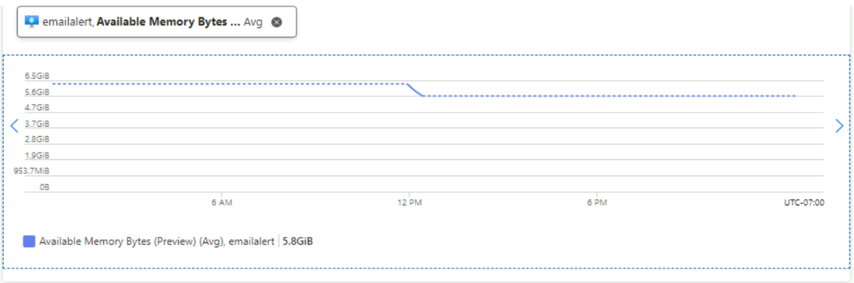 emailalert, Available Memory Bytes ... Avg
6.5GiB
5.6GiB
4.7GiB
3.7GiB
2.8GiB
1.9GiB
953.7MiB
0B
6 AM 12 PM 6 PM UTC-07:00
Available Memory Bytes (Preview) (Avg), emailalert 5.8GiB